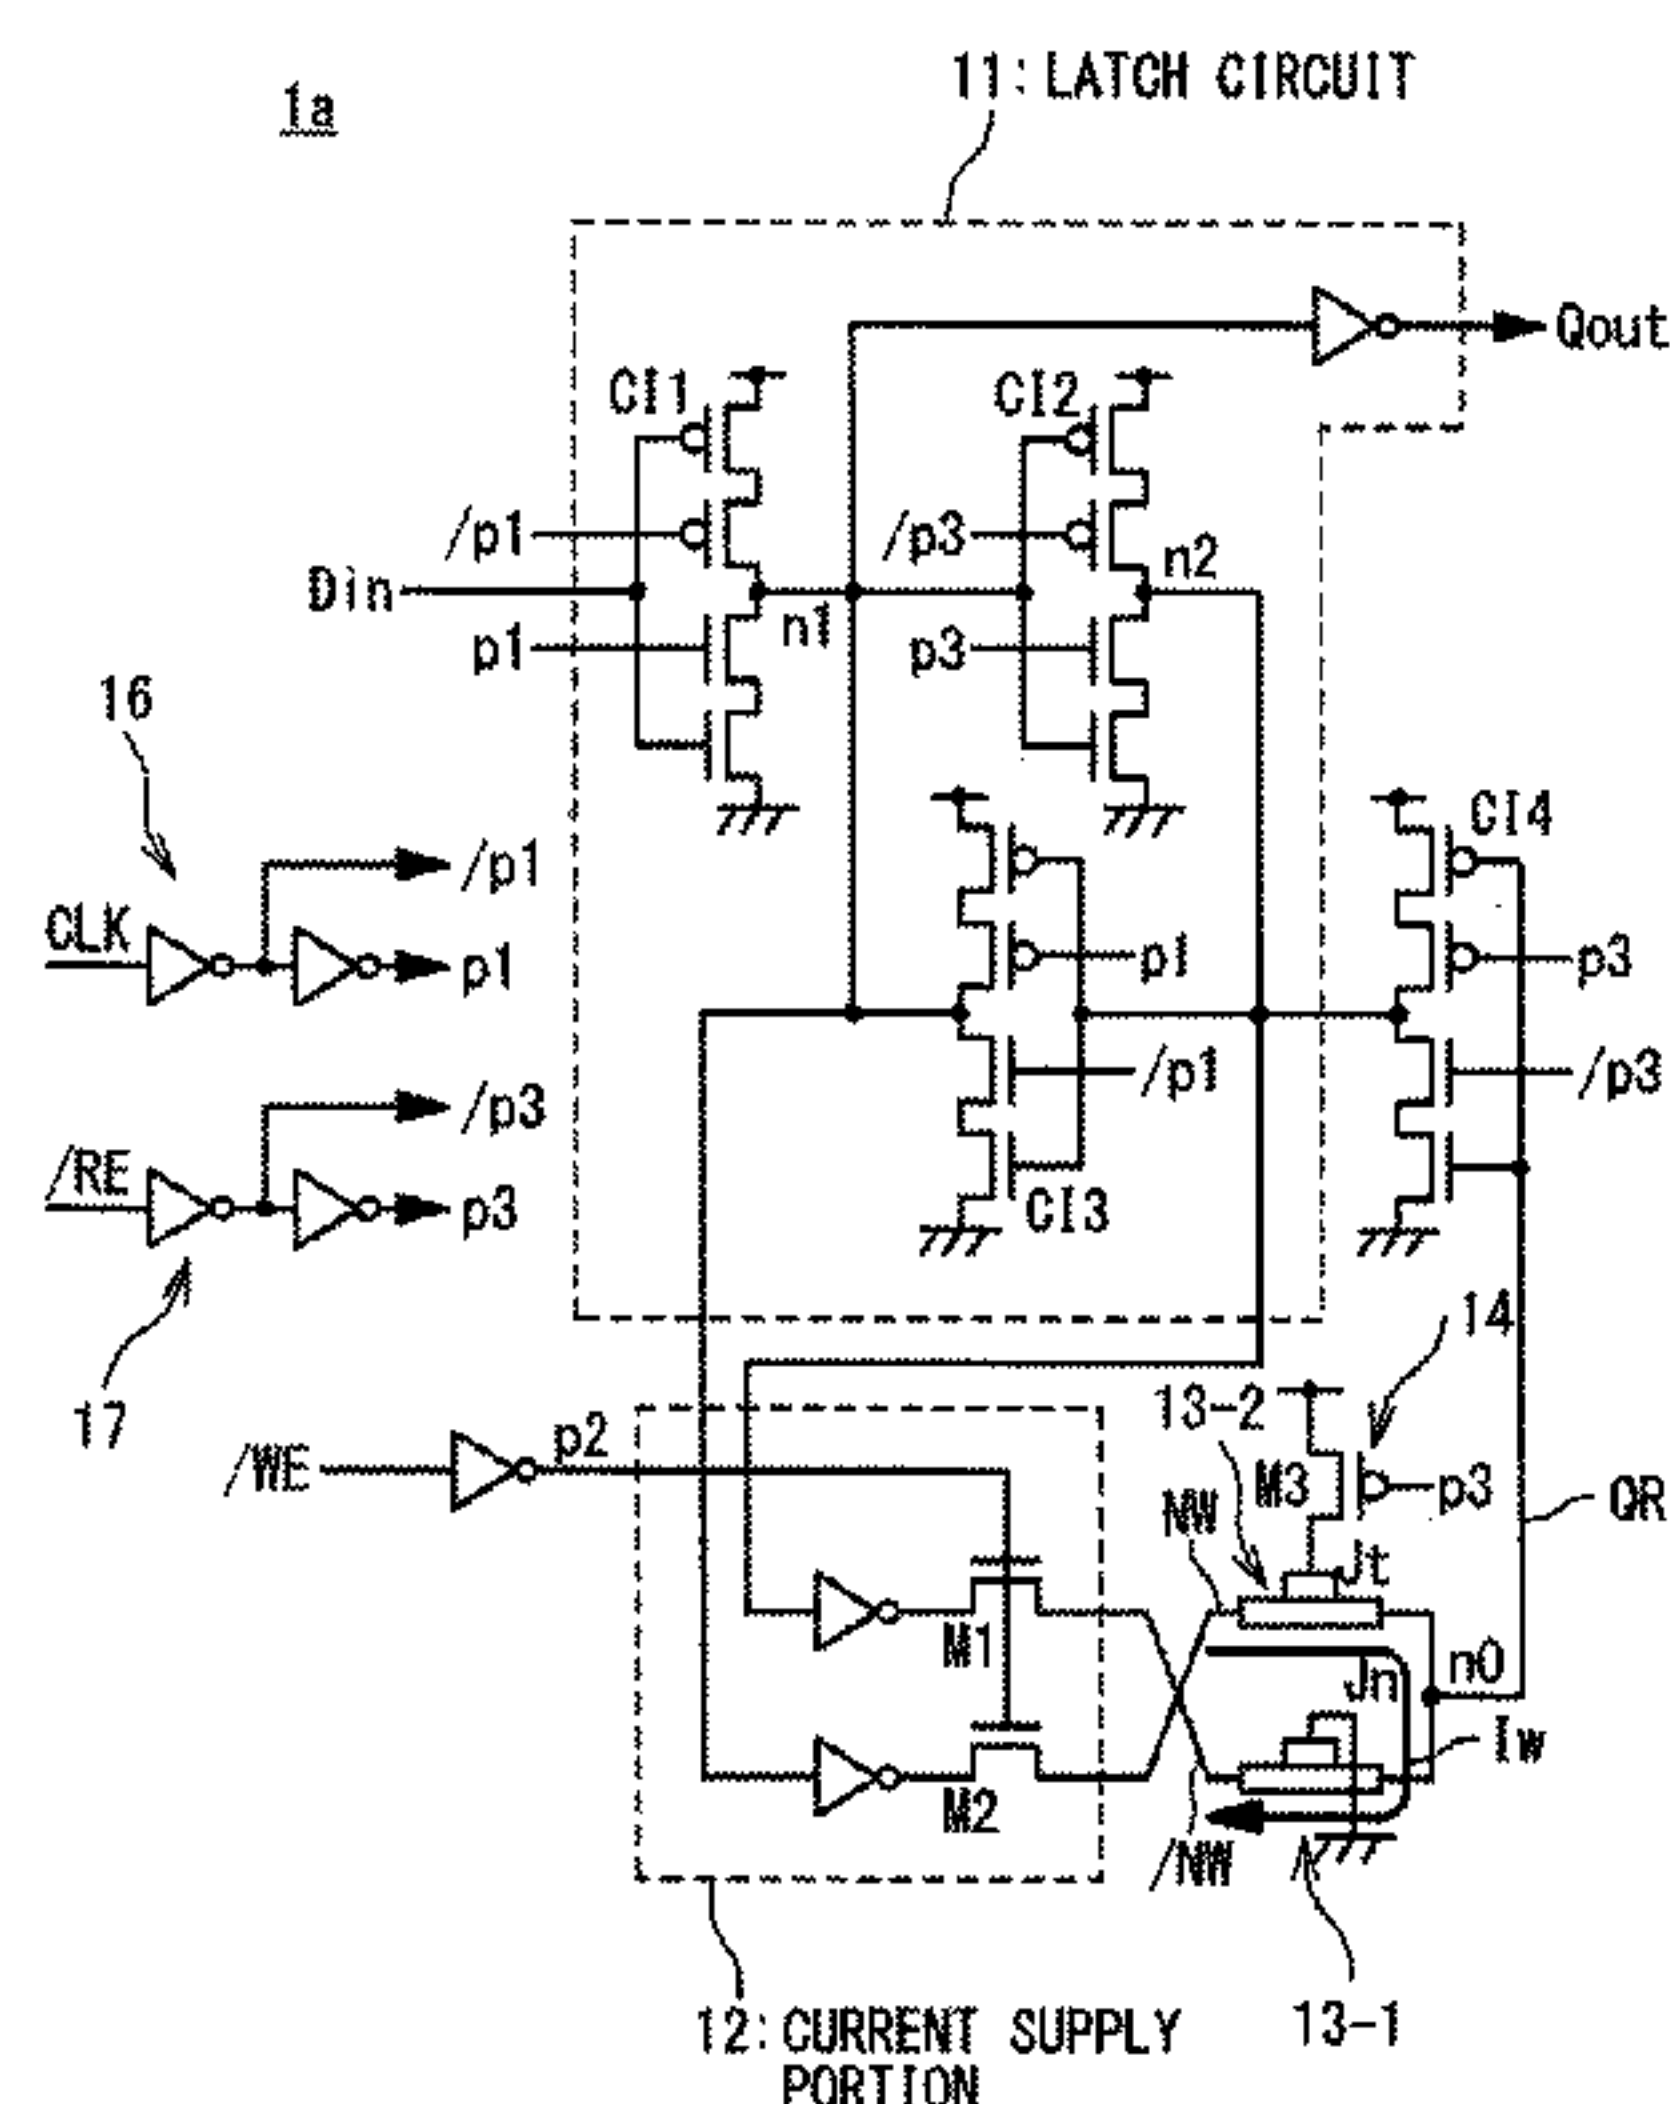 1a
11: LATCH CIRCUIT
Qout
CI1
CI2
/p1
/p3
n2
Din
n1
p1
p3
16
/p1
CI4
CLK
p1
p1
p3
/p1
/p3
/p3
/RE
p3
CI3
17
14
13-2
/WE
p2
M3
p3
QR
NW
Jt
M1
Jn
n0
Iw
M2
/NW
12: CURRENT SUPPLY
PORTION
13-1